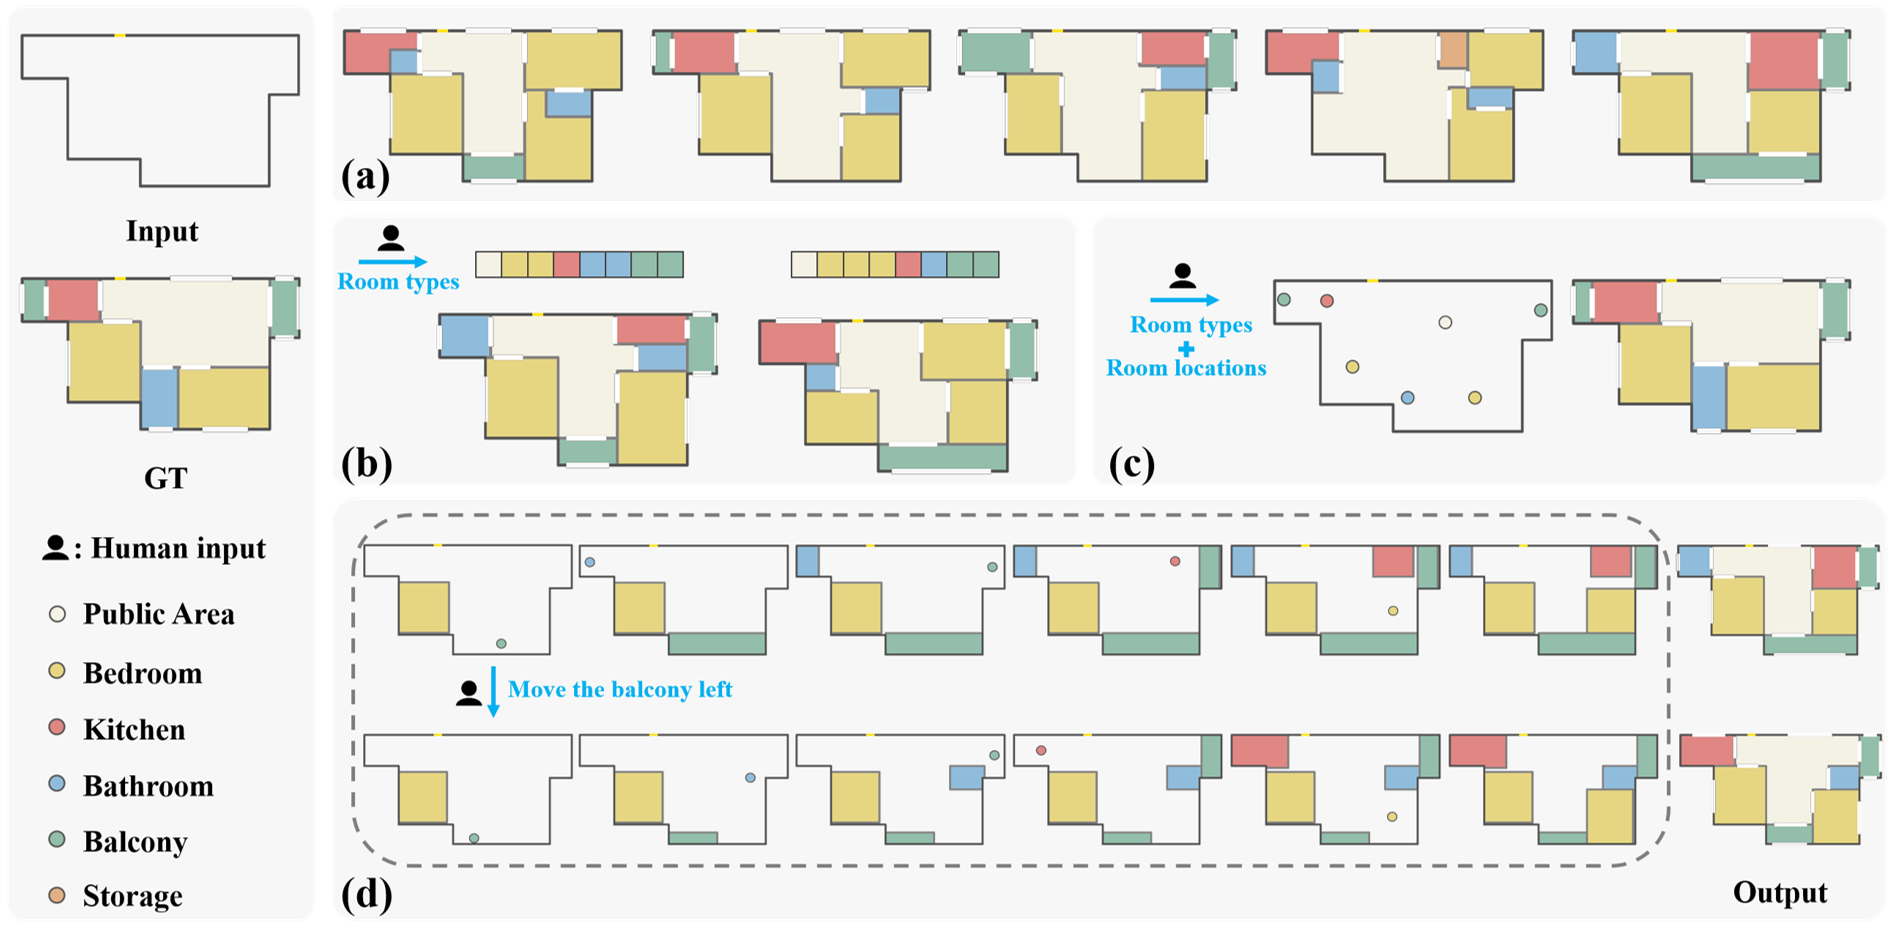 Input
GT
: Human input
Public Area
Bedroom
Kitchen
Bathroom
Balcony
Storage
(a)
Room types
(b)
Room types
+
Room locations
(c)
Move the balcony left
(d)
Output